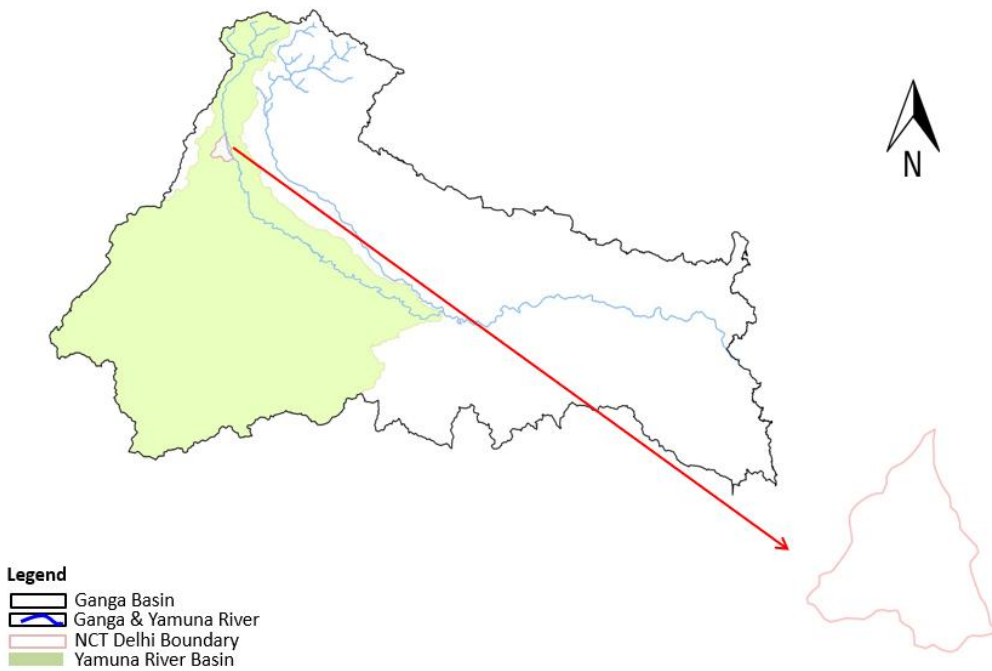 N
Legend
Ganga Basin
Ganga & Yamuna River
NCT Delhi Boundary
Yamuna River Basin